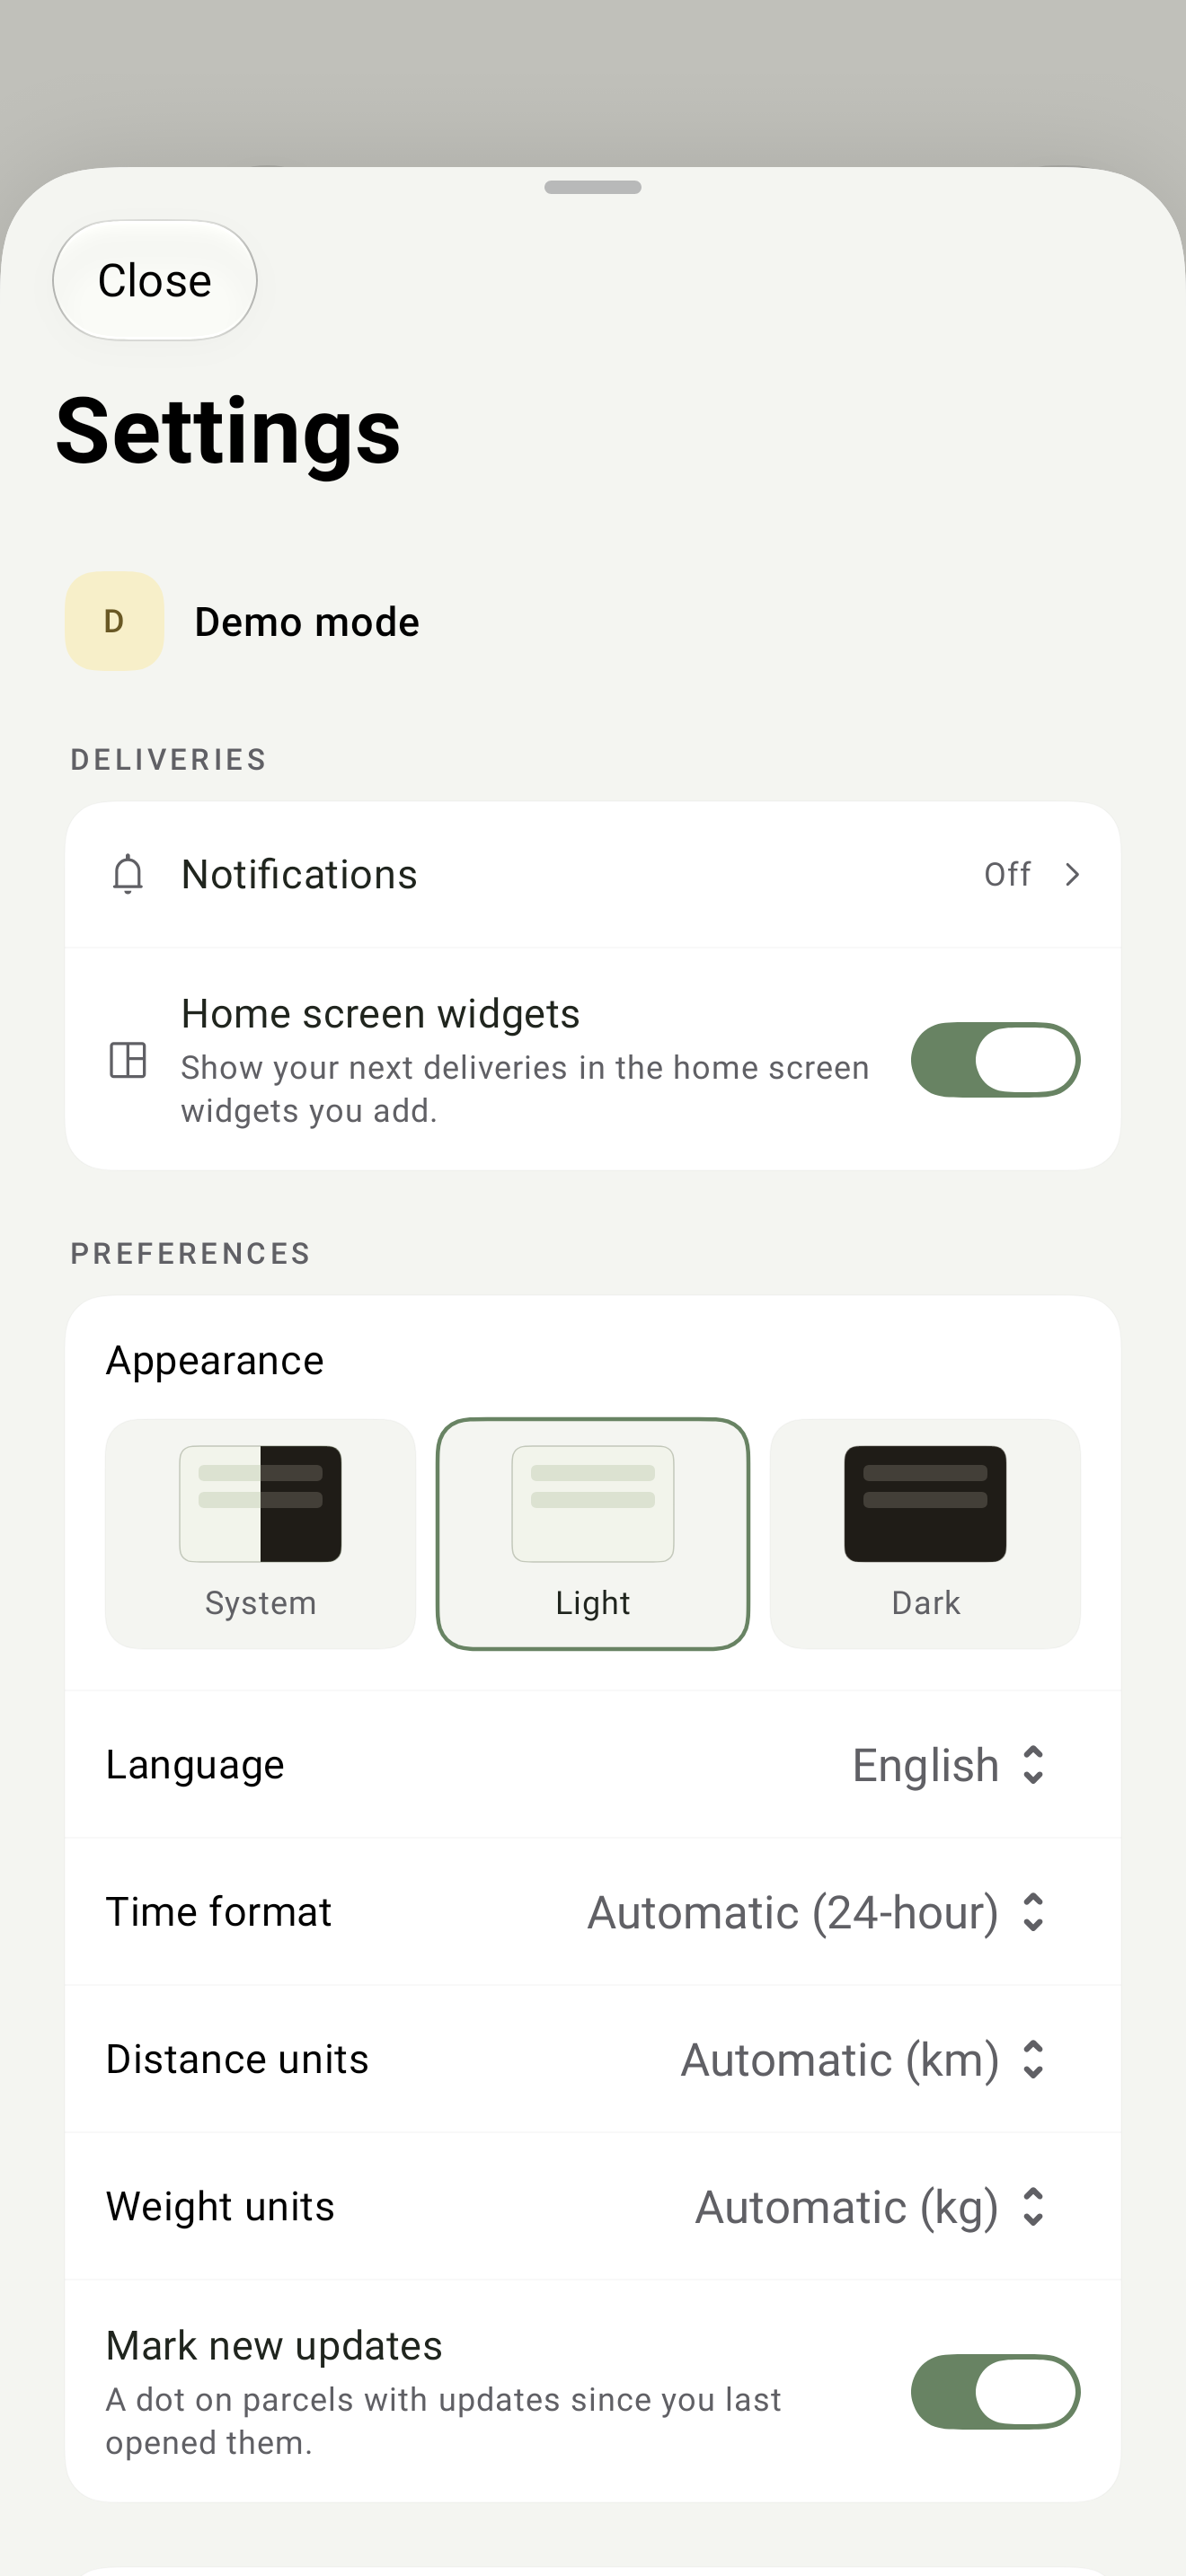 Close
Settings
D
Demo mode
DELIVERIES
Notifications
Off
Home screen widgets
Show your next deliveries in the home screen
widgets you add.
PREFERENCES
Appearance
System
Light
Dark
Language
English
Time format
Automatic (24-hour)
Distance units
Automatic (km)
Weight units
Automatic (kg)
Mark new updates
A dot on parcels with updates since you last
opened them.